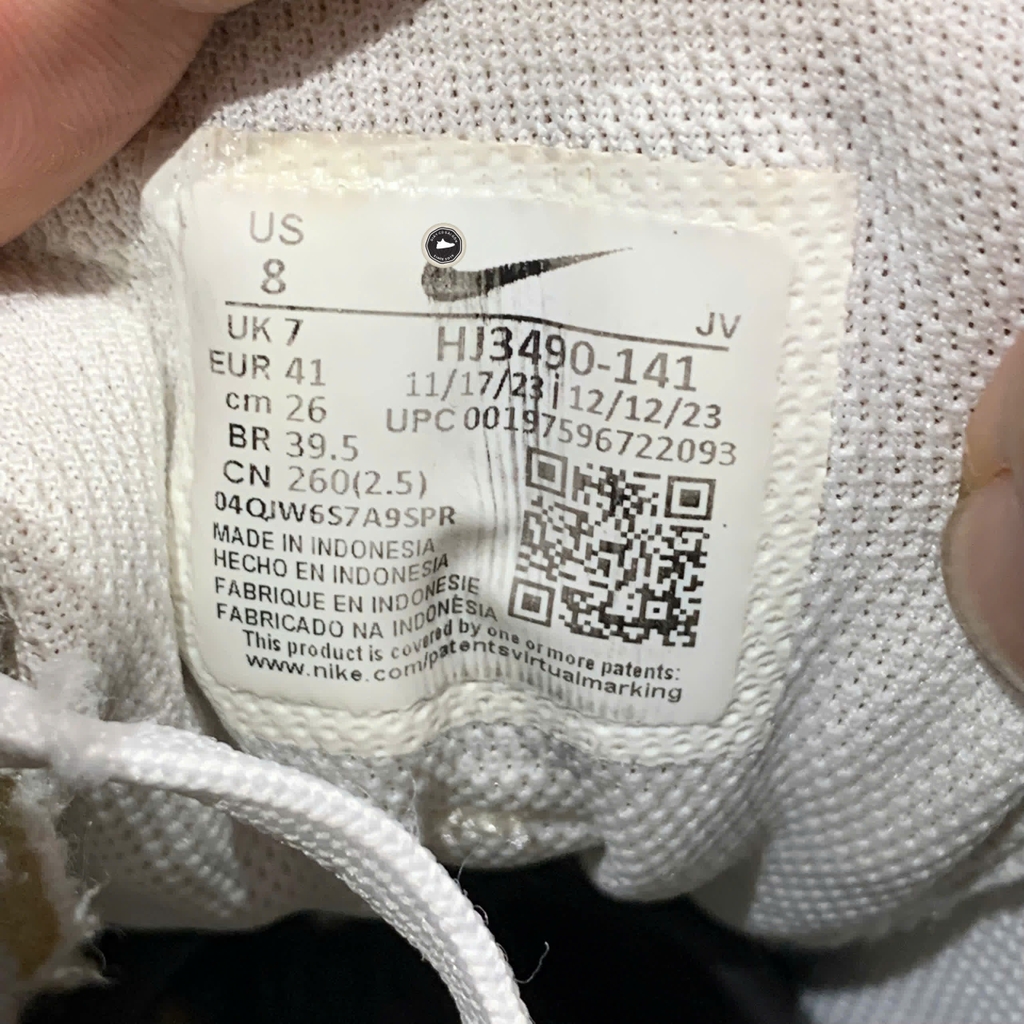 US
8
JV
UK 7
HJ3490-141
EUR 41
11/17/23 | 12/12/23
cm 26
UPC 00197596722093
BR 39.5
CN 260(2.5)
04QJW6S7A9SPR
MADE IN INDONESIA
HECHO EN INDONESIA
FABRIQUE EN INDONESIE
FABRICADO NA INDONÈSIA
This product is covered by one or more patents:
www.nike.com/patentsvirtualmarking